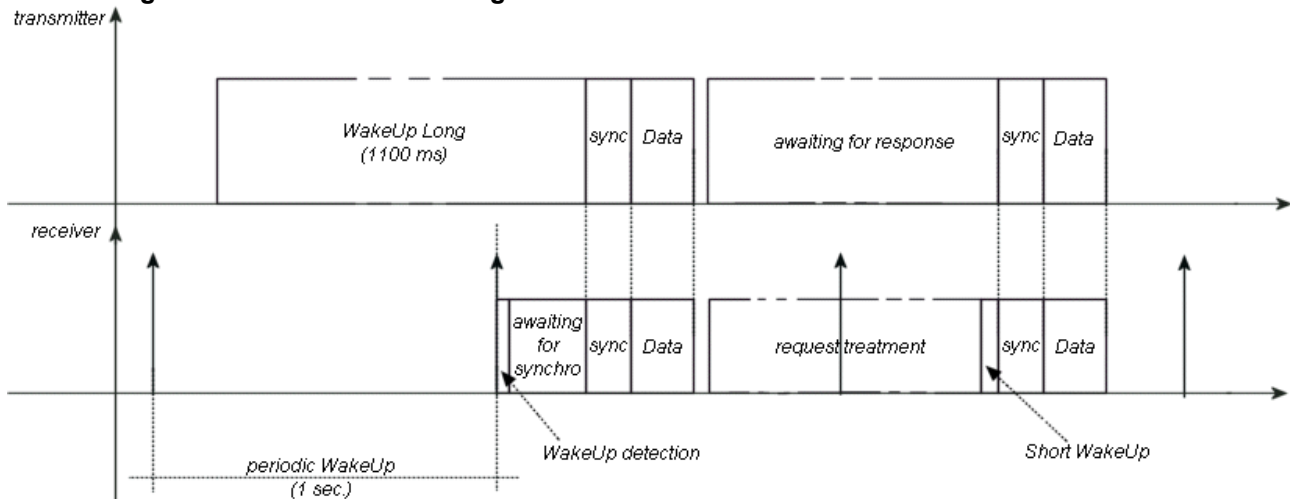 transmitter
WakeUp Long
(1100 ms)
sync
Data
awaiting for response
sync
Data
receiver
awaiting
for
synchro
sync
Data
request treatment
sync
Data
WakeUp detection
Short WakeUp
periodic WakeUp
(1 sec.)